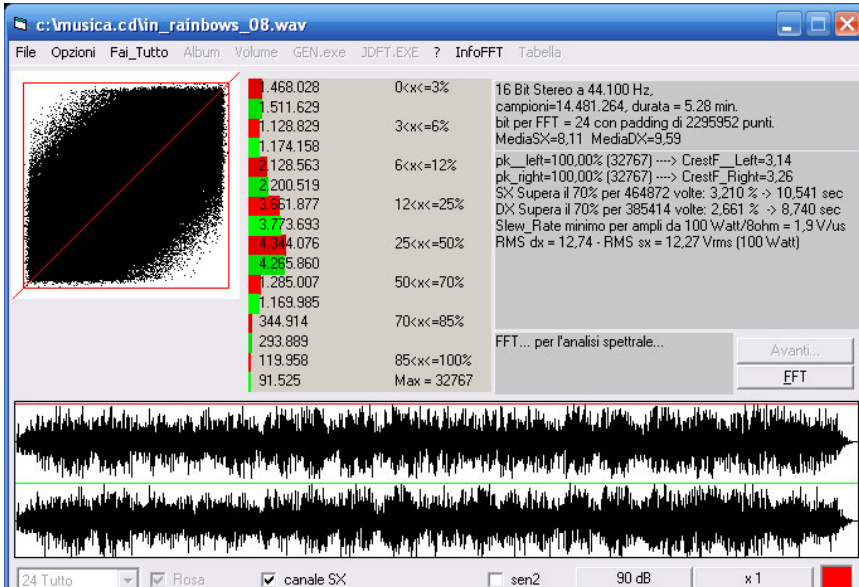 c:\musica.cd\in_rainbows_08.wav
File Opzioni Fai_Tutto Album Volume GEN.exe JDFT.EXE ? InfoFFT Tabella
1.468.028 0<x<=3%
1.511.629
1.128.829 3<x<=6%
1.174.158
2.128.563 6<x<=12%
2.200.519
3.661.877 12<x<=25%
3.773.693
4.344.076 25<x<=50%
4.265.860
1.285.007 50<x<=70%
1.169.985
344.914 70<x<=85%
293.889
119.958 85<x<=100%
91.525 Max = 32767
16 Bit Stereo a 44.100 Hz,
campioni=14.481.264, durata = 5.28 min.
bit per FFT = 24 con padding di 2295952 punti.
MediaSX=8,11 MediaDX=9,59
pk__left=100,00% (32767) ----> CrestF__Left=3,14
pk_right=100,00% (32767) ----> CrestF_Right=3,26
SX Supera il 70% per 464872 volte: 3,210 % -> 10,541 sec
DX Supera il 70% per 385414 volte: 2,661 % -> 8,740 sec
Slew_Rate minimo per ampli da 100 Watt/8ohm = 1,9 V/us
RMS dx = 12,74 - RMS sx = 12,27 Vrms (100 Watt)
FFT... per l'analisi spettrale...
Avanti...
FFT
24 Tutto Rosa canale SX sen2 90 dB x 1